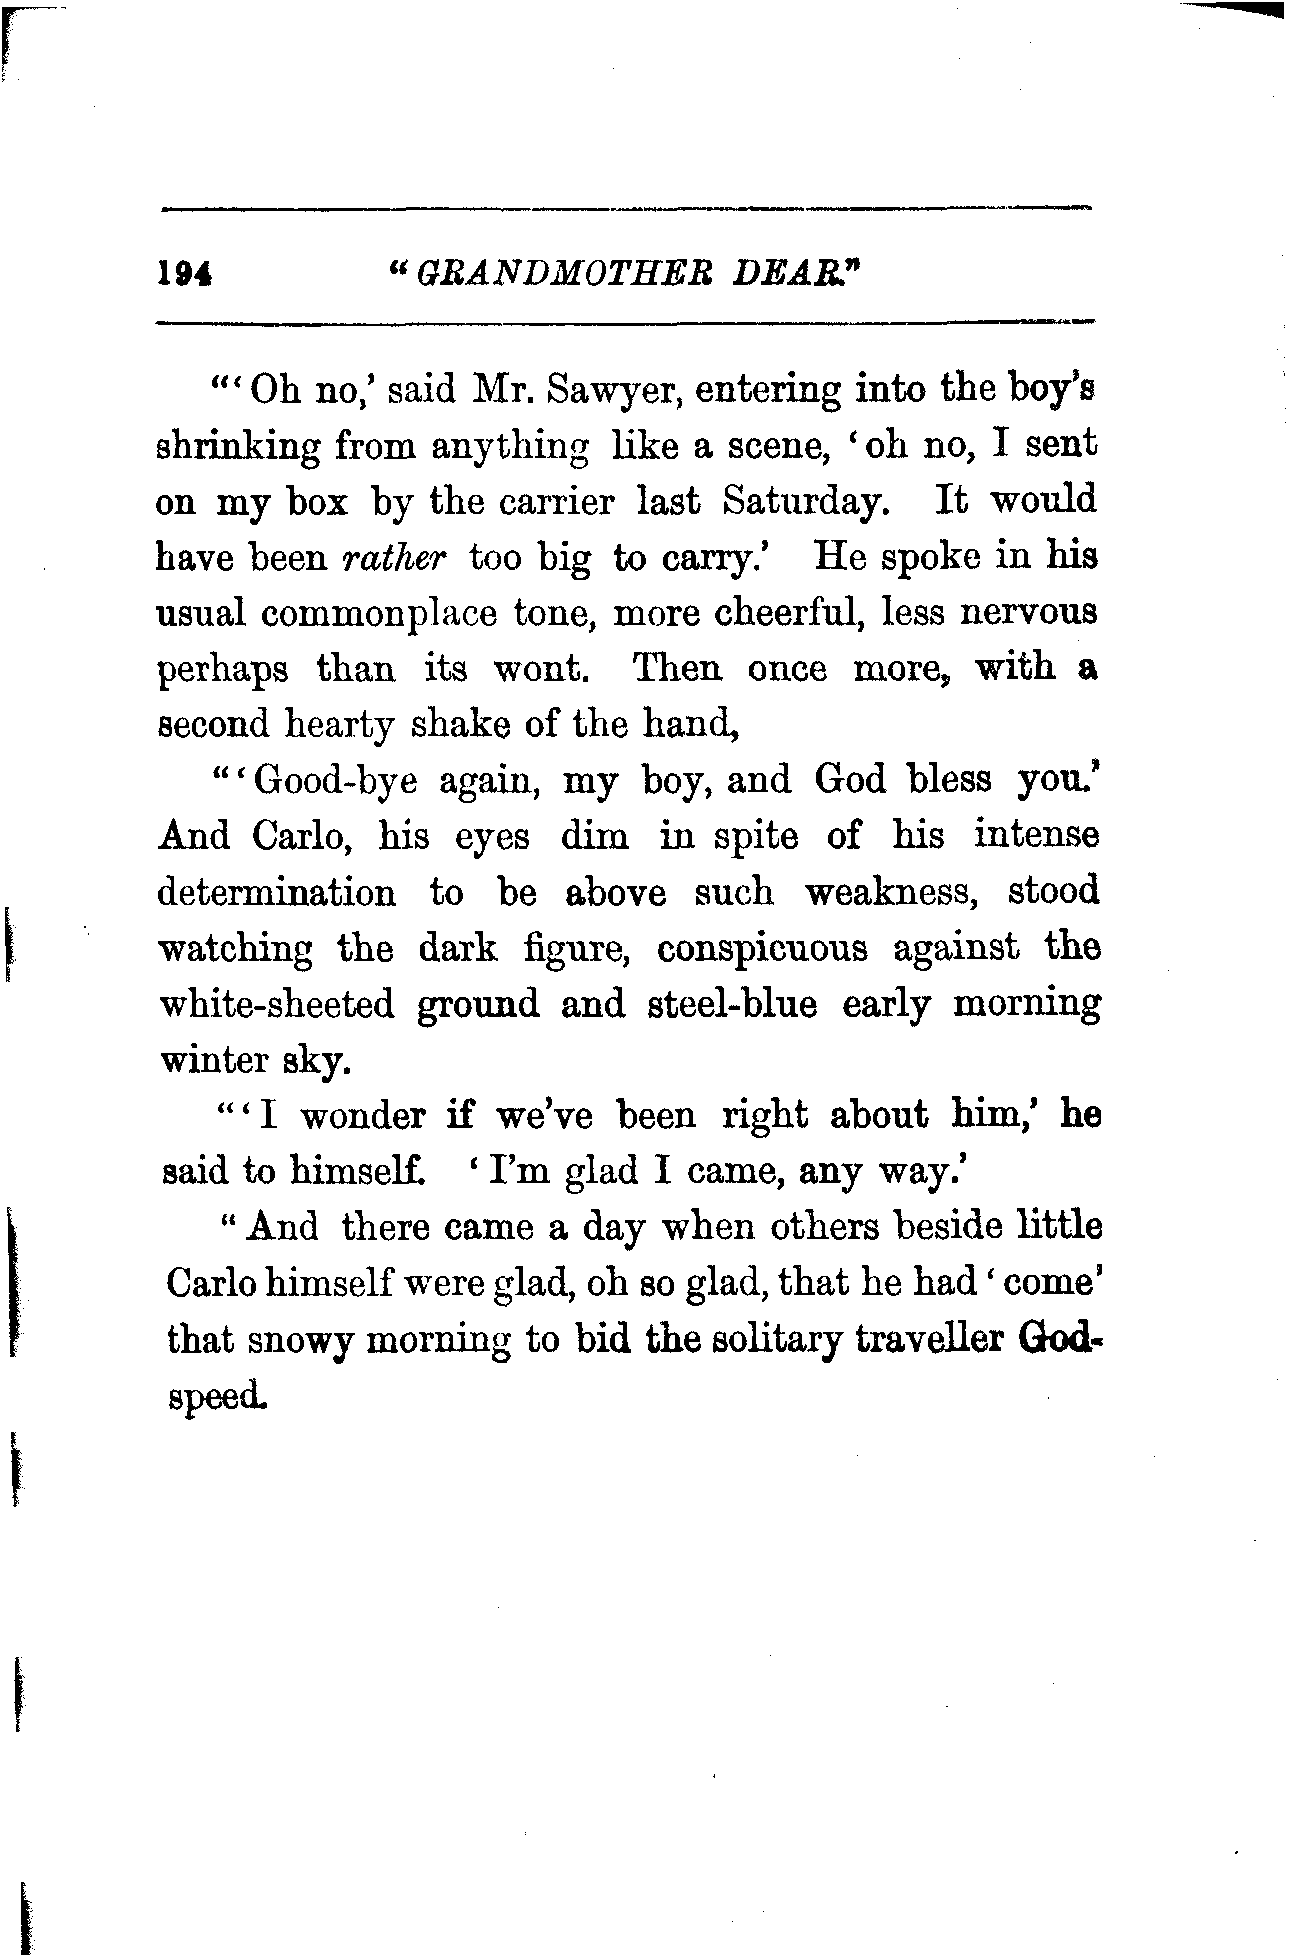 194 “GRANDMOTHER DEAR.”
“‘Oh no,’ said Mr. Sawyer, entering into the boy’s
shrinking from anything like a scene, ‘oh no, I sent
on my box by the carrier last Saturday. It would
have been rather too big to carry.’ He spoke in his
usual commonplace tone, more cheerful, less nervous
perhaps than its wont. Then once more, with a
second hearty shake of the hand,
“‘Good-bye again, my boy, and God bless you.’
And Carlo, his eyes dim in spite of his intense
determination to be above such weakness, stood
watching the dark figure, conspicuous against the
white-sheeted ground and steel-blue early morning
winter sky.
“‘I wonder if we’ve been right about him,’ he
said to himself. ‘I’m glad I came, any way.’
“And there came a day when others beside little
Carlo himself were glad, oh so glad, that he had ‘come’
that snowy morning to bid the solitary traveller God-
speed.